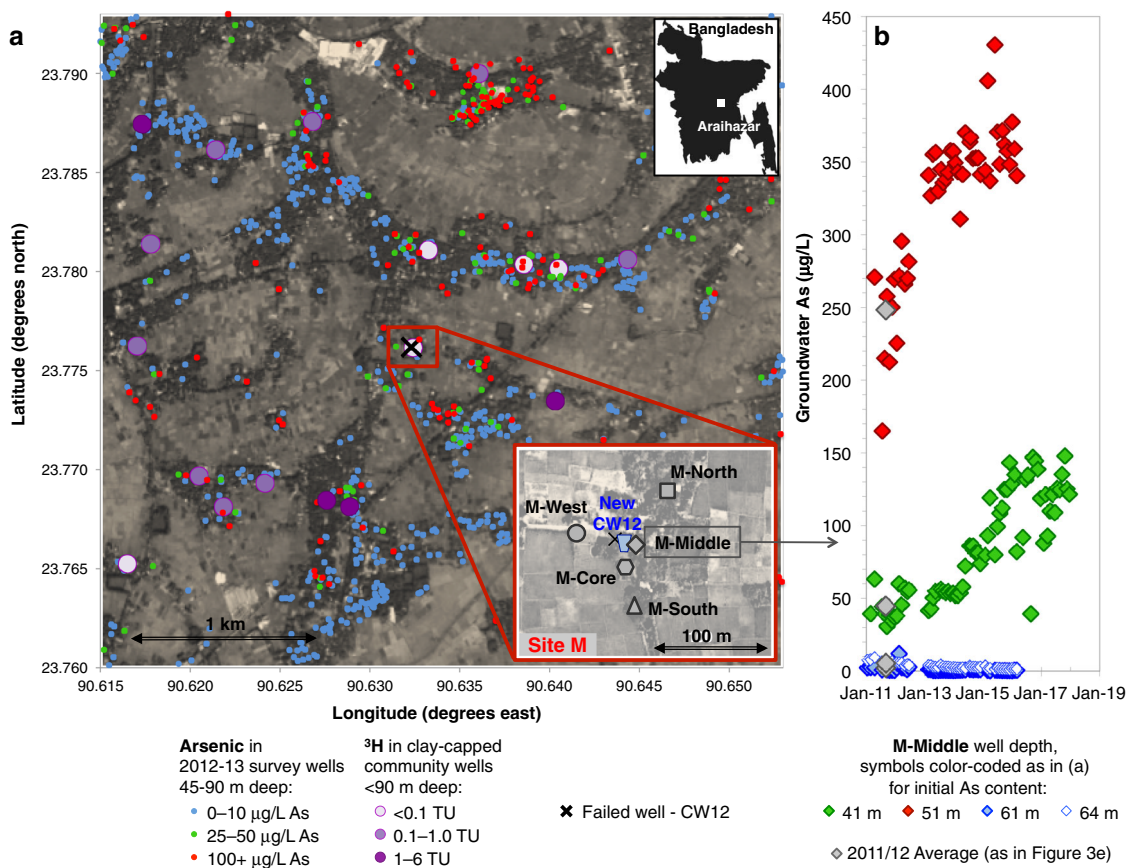 a
Bangladesh
Araihazar
Latitude (degrees north)
23.790
23.785
23.780
23.775
23.770
23.765
23.760
1 km
M-North
M-West
New
CW12
M-Middle
M-Core
M-South
Site M
100 m
90.615
90.620
90.625
90.630
90.635
90.640
90.645
90.650
Longitude (degrees east)
Arsenic in
2012-13 survey wells
45-90 m deep:
0–10 µg/L As
25–50 µg/L As
100+ µg/L As
³H in clay-capped
community wells
<90 m deep:
<0.1 TU
0.1–1.0 TU
1–6 TU
Failed well - CW12
b
Groundwater As (µg/L)
450
400
350
300
250
200
150
100
50
0
Jan-11 Jan-13 Jan-15 Jan-17 Jan-19
M-Middle well depth,
symbols color-coded as in (a)
for initial As content:
41 m 51 m 61 m 64 m
2011/12 Average (as in Figure 3e)